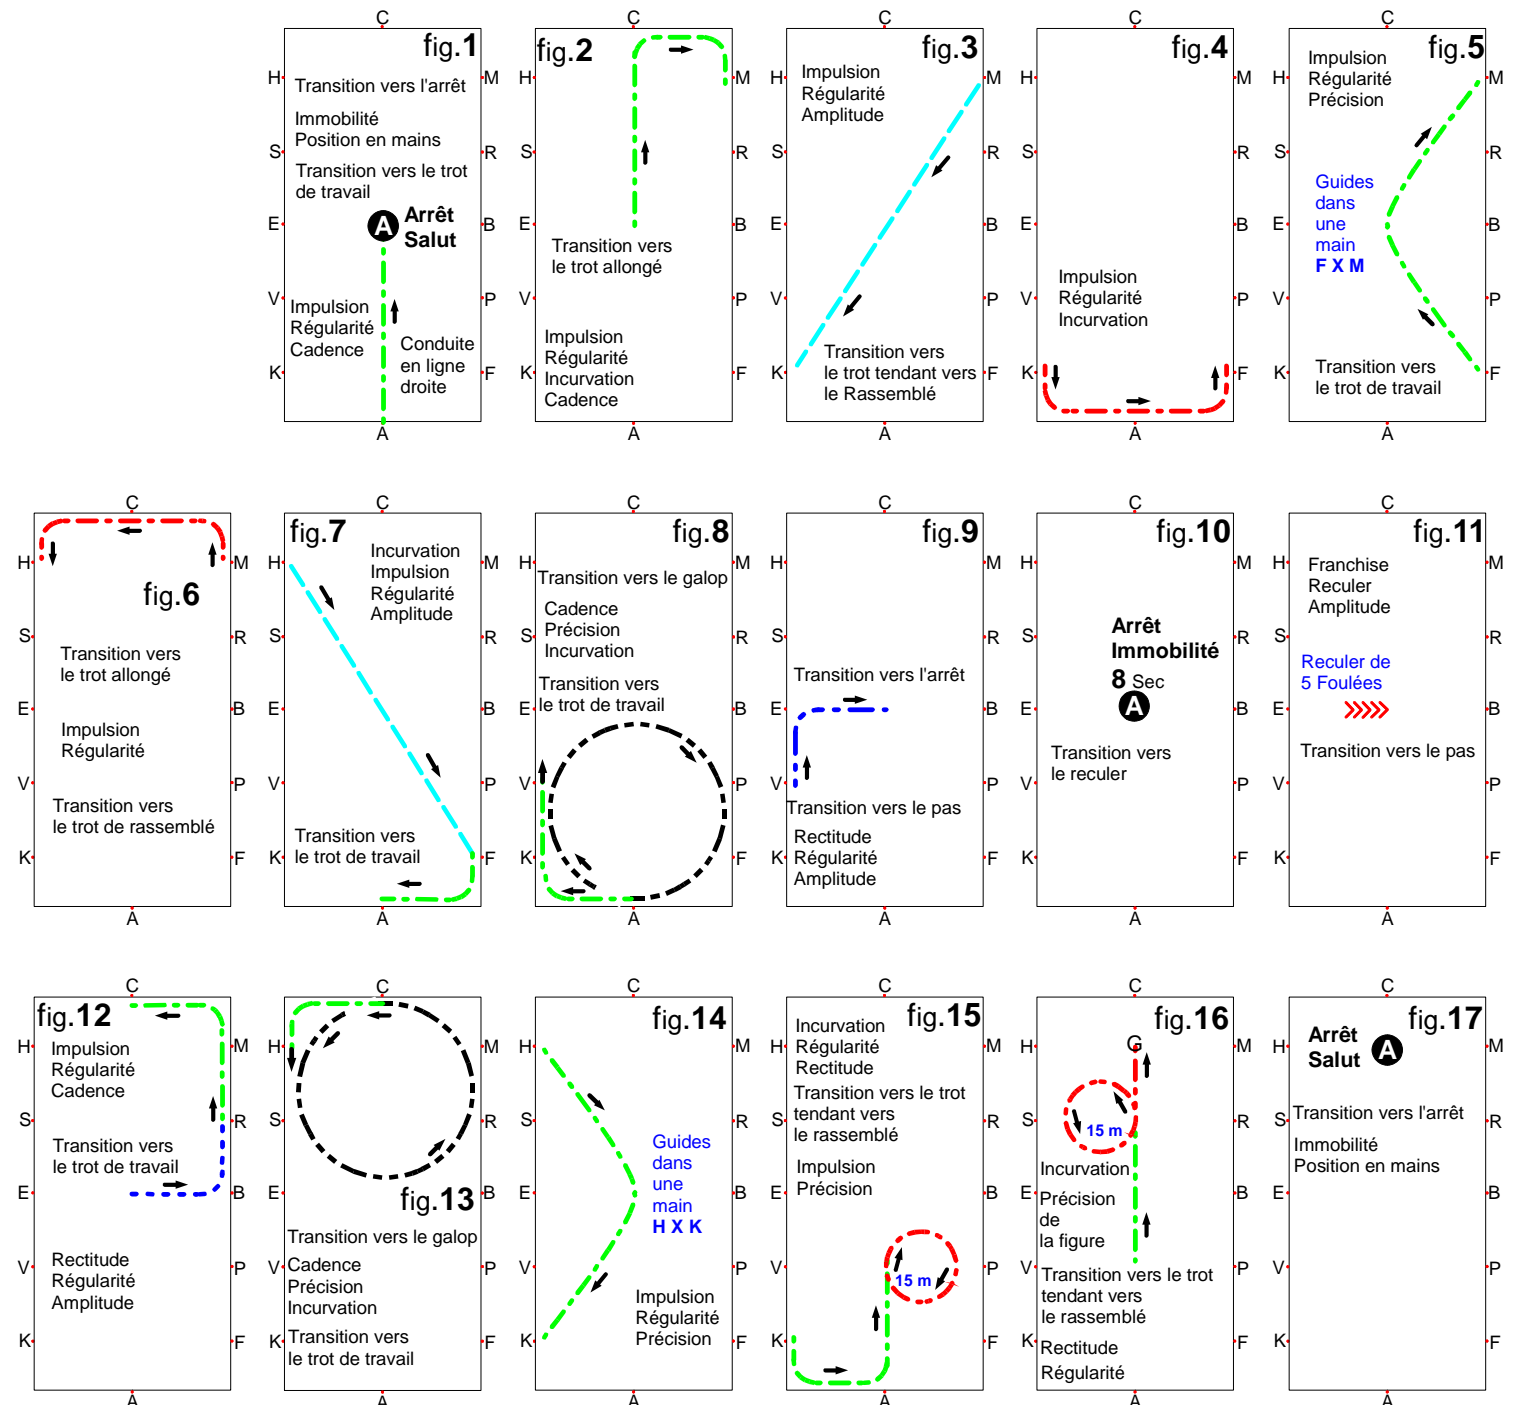 C
fig.1
H
M
Transition vers l'arrêt
Immobilité
Position en mains
S
R
Transition vers le trot
de travail
A
Arrêt
Salut
E
B
V
P
Impulsion
Régularité
Cadence
Conduite
en ligne
droite
K
F
A
C
fig.2
H
M
S
R
E
B
Transition vers
le trot allongé
V
P
Impulsion
Régularité
Incurvation
Cadence
K
F
A
C
fig.3
Impulsion
Régularité
Amplitude
H
M
S
R
E
B
V
P
Transition vers
le trot tendant vers
le Rassemblé
K
F
A
C
fig.4
H
M
S
R
E
B
Impulsion
Régularité
Incurvation
V
P
K
F
A
C
fig.5
Impulsion
Régularité
Précision
H
M
S
R
Guides
dans
une
main
F X M
E
B
V
P
Transition vers
le trot de travail
K
F
A
C
H
M
fig.6
S
R
Transition vers
le trot allongé
E
B
Impulsion
Régularité
V
P
Transition vers
le trot de rassemblé
K
F
A
C
fig.7
Incurvation
Impulsion
Régularité
Amplitude
H
M
S
R
E
B
V
P
Transition vers
le trot de travail
K
F
A
C
fig.8
H
M
Transition vers le galop
Cadence
Précision
Incurvation
S
R
Transition vers
le trot de travail
E
B
V
P
K
F
A
C
fig.9
H
M
S
R
Transition vers l'arrêt
E
B
V
P
Transition vers le pas
Rectitude
Régularité
Amplitude
K
F
A
C
fig.10
H
M
S
R
Arrêt
Immobilité
8 Sec
A
E
B
Transition vers
le reculer
V
P
K
F
A
C
fig.11
Franchise
Reculer
Amplitude
H
M
S
R
Reculer de
5 Foulées
E
B
Transition vers le pas
V
P
K
F
A
C
fig.12
Impulsion
Régularité
Cadence
H
M
S
R
Transition vers
le trot de travail
E
B
Rectitude
Régularité
Amplitude
V
P
K
F
A
C
H
M
S
R
E
B
fig.13
Transition vers le galop
Cadence
Précision
Incurvation
V
P
Transition vers
le trot de travail
K
F
A
C
fig.14
H
M
S
R
Guides
dans
une
main
H X K
E
B
V
P
Impulsion
Régularité
Précision
K
F
A
C
fig.15
Incurvation
Régularité
Rectitude
H
M
Transition vers le trot
tendant vers
le rassemblé
S
R
Impulsion
Précision
E
B
V
P
15 m
K
F
A
C
fig.16
G
H
M
S
R
15 m
Incurvation
Précision
de
la figure
E
B
V
P
Transition vers le trot
tendant vers
le rassemblé
Rectitude
Régularité
K
F
A
C
fig.17
Arrêt
Salut
A
H
M
S
R
Transition vers l'arrêt
Immobilité
Position en mains
E
B
V
P
K
F
A